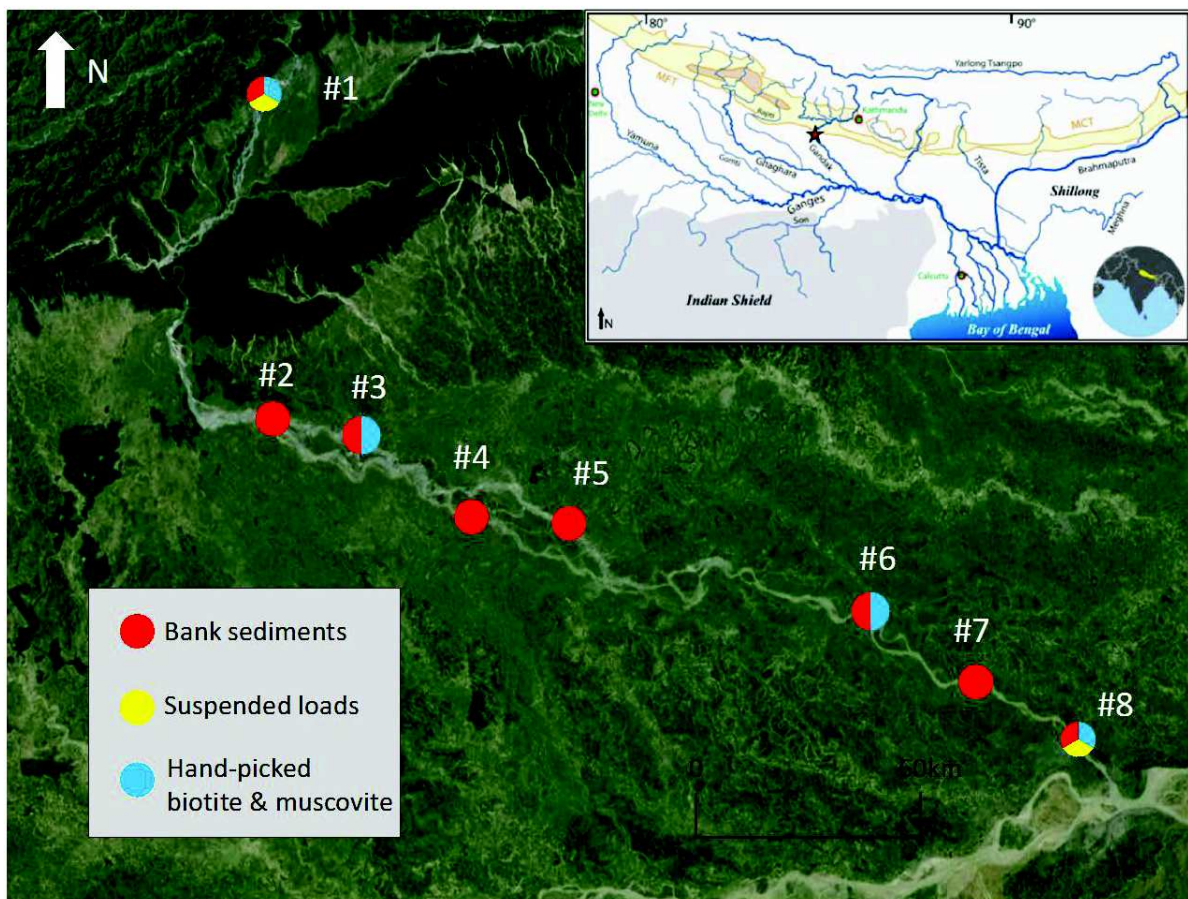 N
#1
#2
#3
#4
#5
#6
#7
#8
0
50km
Bank sediments
Suspended loads
Hand-picked
biotite & muscovite
80°
90°
Yarlong Tsangpo
MFT
MCT
Kathmandu
Rapti
Yamuna
Gomti
Ghaghara
Gandak
Tista
Brahmaputra
Shillong
Ganges
Son
Meghna
Calcutta
Indian Shield
Bay of Bengal
N